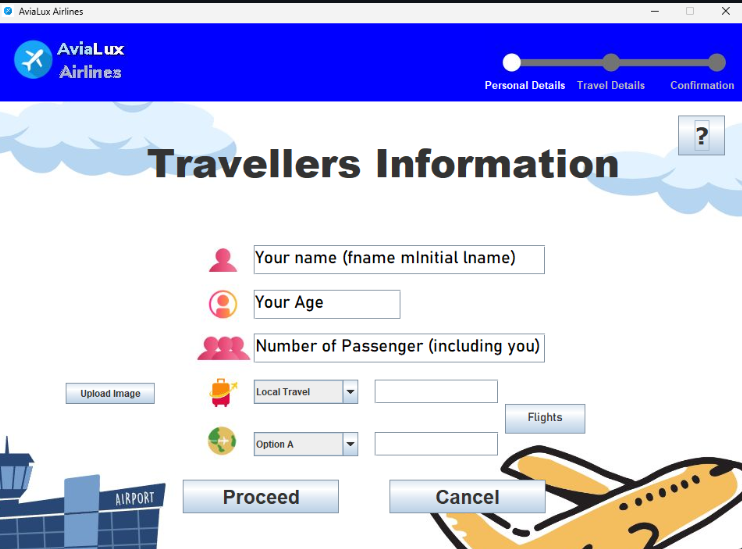 AviaLux Airlines
AviaLux
Airlines
Personal Details
Travel Details
Confirmation
?
Travellers Information
Your name (fname mInitial lname)
Your Age
Number of Passenger (including you)
Upload Image
Local Travel
Flights
Option A
AIRPORT
Proceed
Cancel